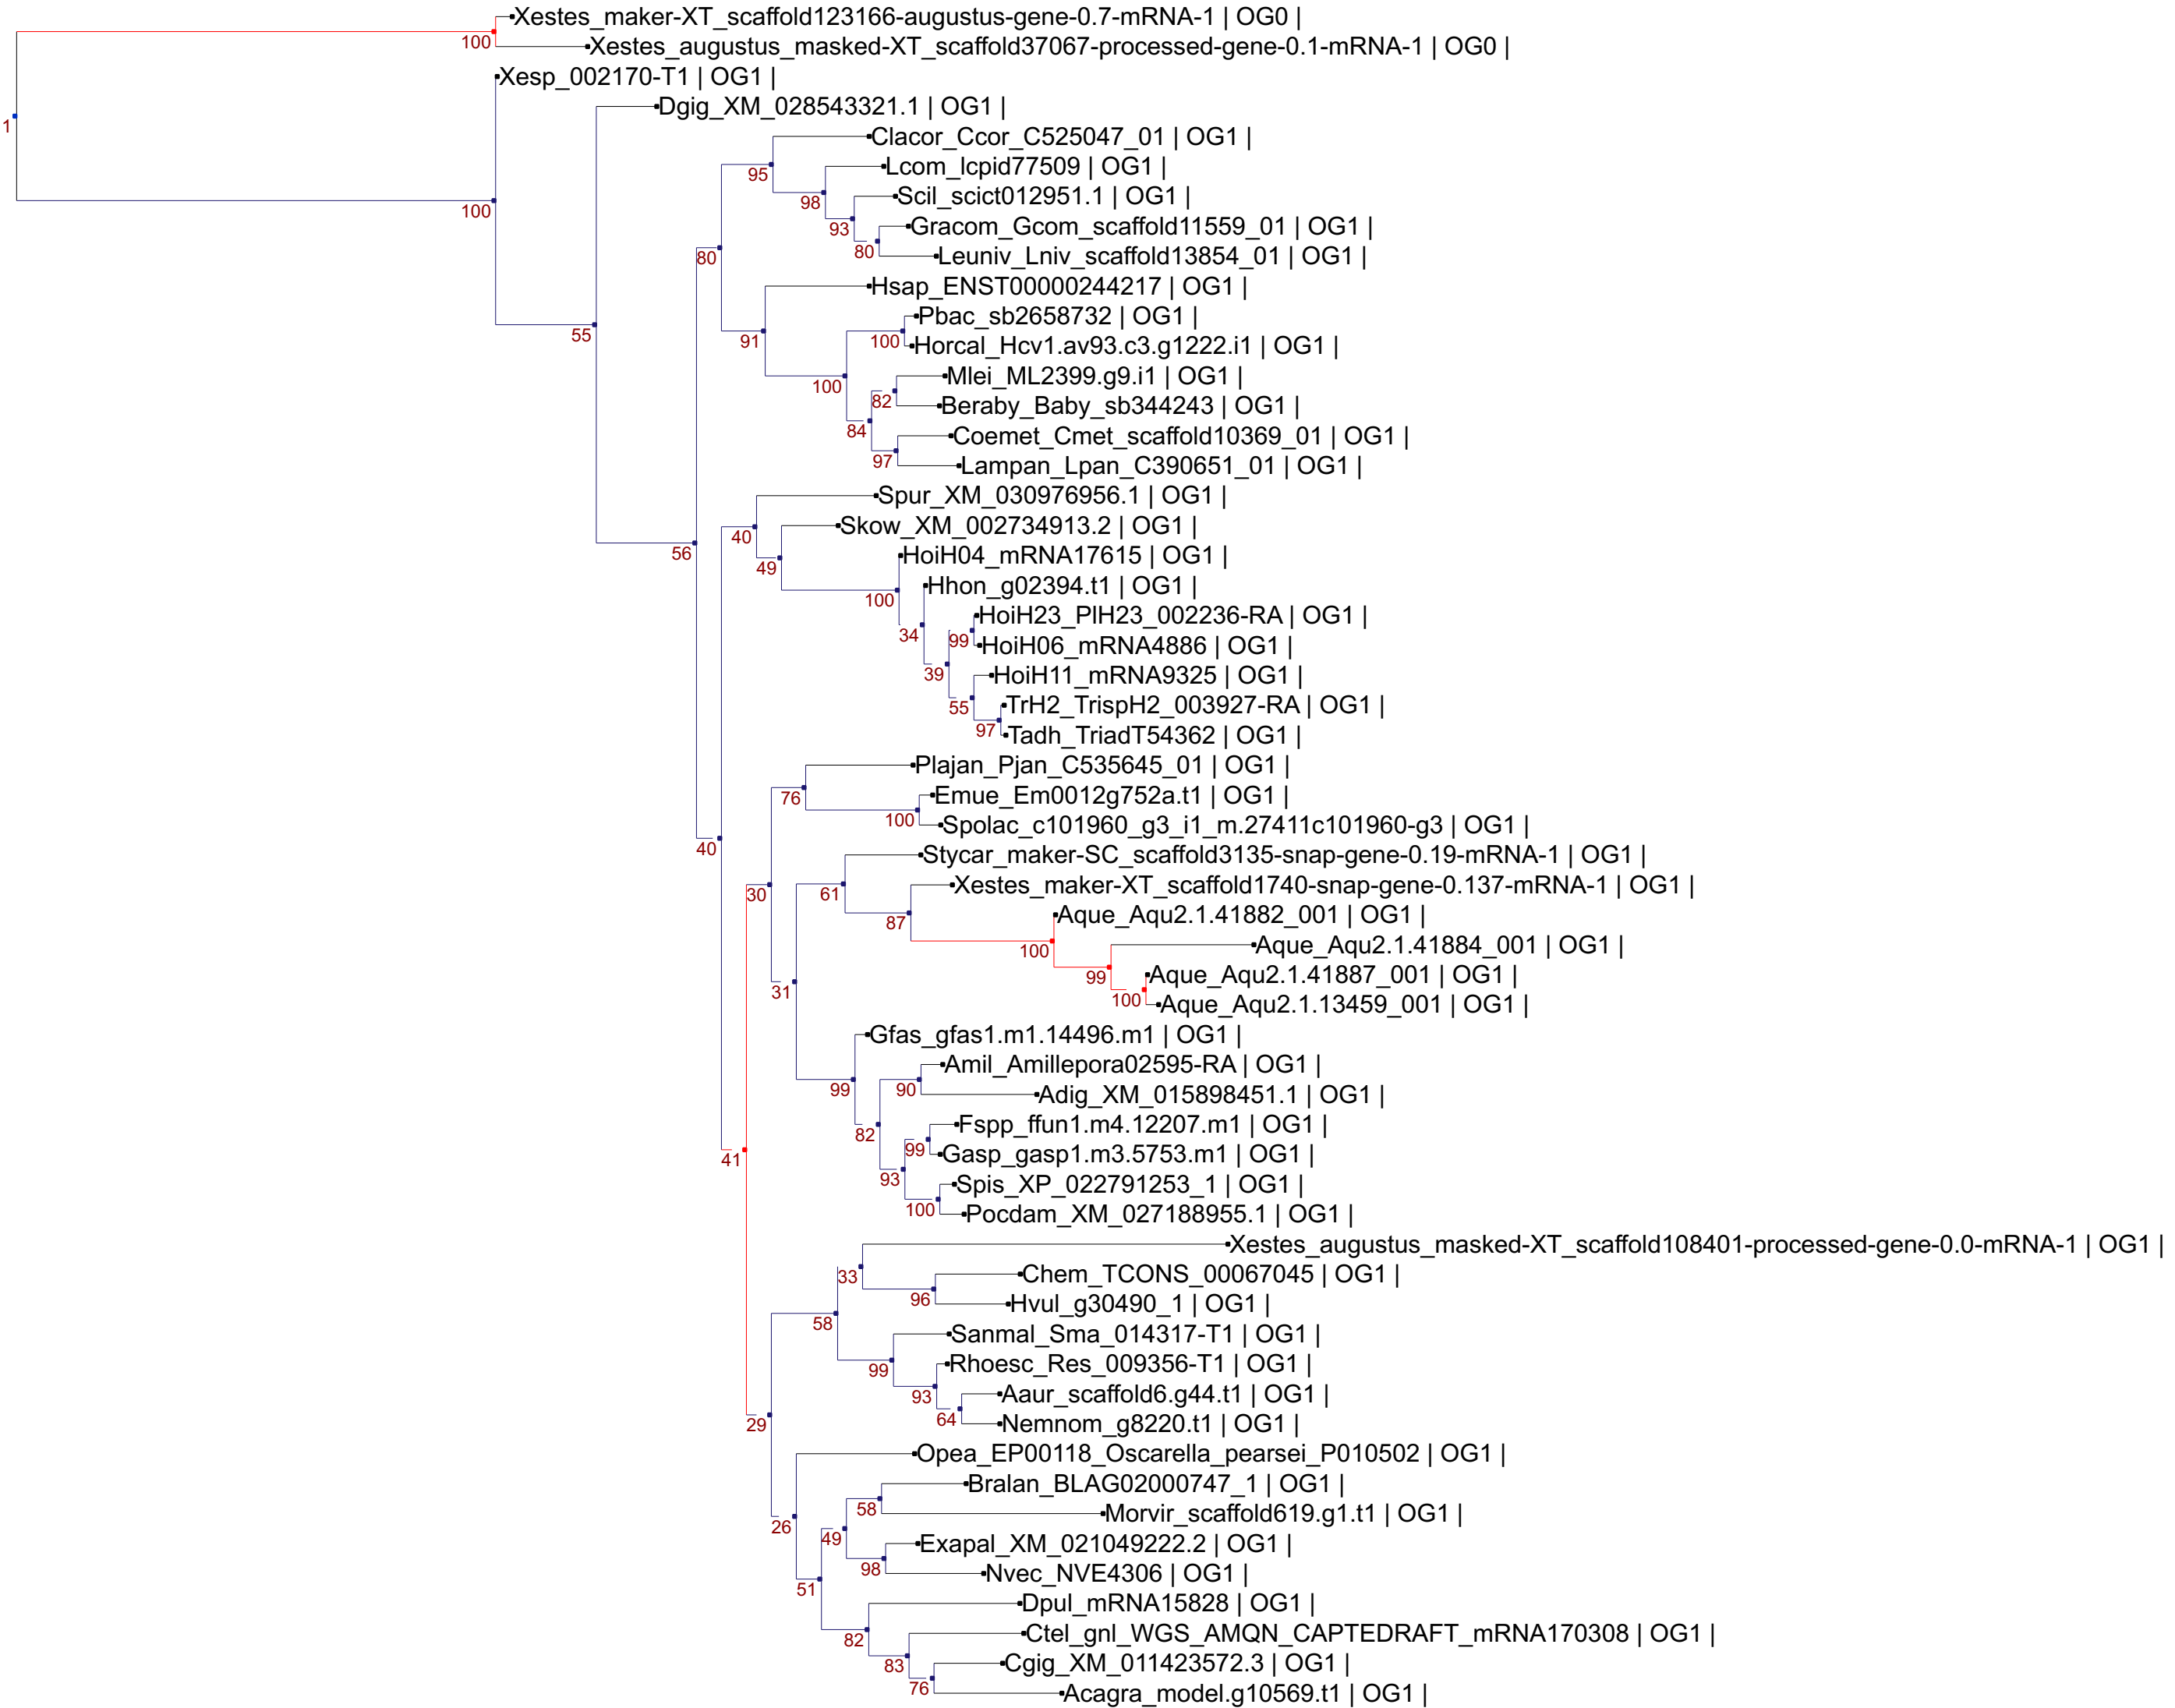 Xestes_maker-XT_scaffold123166-augustus-gene-0.7-mRNA-1 | OG0 |
100
Xestes_augustus_masked-XT_scaffold37067-processed-gene-0.1-mRNA-1 | OG0 |
Xesp_002170-T1 | OG1 |
Dgig_XM_028543321.1 | OG1 |
1
Clacor_Ccor_C525047_01 | OG1 |
Lcom_lcpid77509 | OG1 |
95
Scil_scict012951.1 | OG1 |
98
100
Gracom_Gcom_scaffold11559_01 | OG1 |
93
80
Leuniv_Lniv_scaffold13854_01 | OG1 |
80
Hsap_ENST00000244217 | OG1 |
Pbac_sb2658732 | OG1 |
55
91
100
Horcal_Hcv1.av93.c3.g1222.i1 | OG1 |
Mlei_ML2399.g9.i1 | OG1 |
100
82
Beraby_Baby_sb344243 | OG1 |
84
Coemet_Cmet_scaffold10369_01 | OG1 |
97
Lampan_Lpan_C390651_01 | OG1 |
Spur_XM_030976956.1 | OG1 |
Skow_XM_002734913.2 | OG1 |
40
56
HoiH04_mRNA17615 | OG1 |
49
Hhon_g02394.t1 | OG1 |
100
HoiH23_PlH23_002236-RA | OG1 |
34
99
HoiH06_mRNA4886 | OG1 |
39
HoiH11_mRNA9325 | OG1 |
55
TrH2_TrispH2_003927-RA | OG1 |
97
Tadh_TriadT54362 | OG1 |
Plajan_Pjan_C535645_01 | OG1 |
76
Emue_Em0012g752a.t1 | OG1 |
100
Spolac_c101960_g3_i1_m.27411c101960-g3 | OG1 |
40
Stycar_maker-SC_scaffold3135-snap-gene-0.19-mRNA-1 | OG1 |
Xestes_maker-XT_scaffold1740-snap-gene-0.137-mRNA-1 | OG1 |
30
61
Aque_Aqu2.1.41882_001 | OG1 |
87
Aque_Aqu2.1.41884_001 | OG1 |
100
Aque_Aqu2.1.41887_001 | OG1 |
99
31
100
Aque_Aqu2.1.13459_001 | OG1 |
Gfas_gfas1.m1.14496.m1 | OG1 |
Amil_Amillepora02595-RA | OG1 |
99
90
Adig_XM_015898451.1 | OG1 |
Fspp_ffun1.m4.12207.m1 | OG1 |
82
99
Gasp_gasp1.m3.5753.m1 | OG1 |
41
93
Spis_XP_022791253_1 | OG1 |
100
Pocdam_XM_027188955.1 | OG1 |
Xestes_augustus_masked-XT_scaffold108401-processed-gene-0.0-mRNA-1 | OG1 |
33
Chem_TCONS_00067045 | OG1 |
96
Hvul_g30490_1 | OG1 |
58
Sanmal_Sma_014317-T1 | OG1 |
99
Rhoesc_Res_009356-T1 | OG1 |
93
Aaur_scaffold6.g44.t1 | OG1 |
64
29
Nemnom_g8220.t1 | OG1 |
Opea_EP00118_Oscarella_pearsei_P010502 | OG1 |
Bralan_BLAG02000747_1 | OG1 |
58
Morvir_scaffold619.g1.t1 | OG1 |
26
49
Exapal_XM_021049222.2 | OG1 |
98
Nvec_NVE4306 | OG1 |
51
Dpul_mRNA15828 | OG1 |
82
Ctel_gnl_WGS_AMQN_CAPTEDRAFT_mRNA170308 | OG1 |
83
Cgig_XM_011423572.3 | OG1 |
76
Acagra_model.g10569.t1 | OG1 |